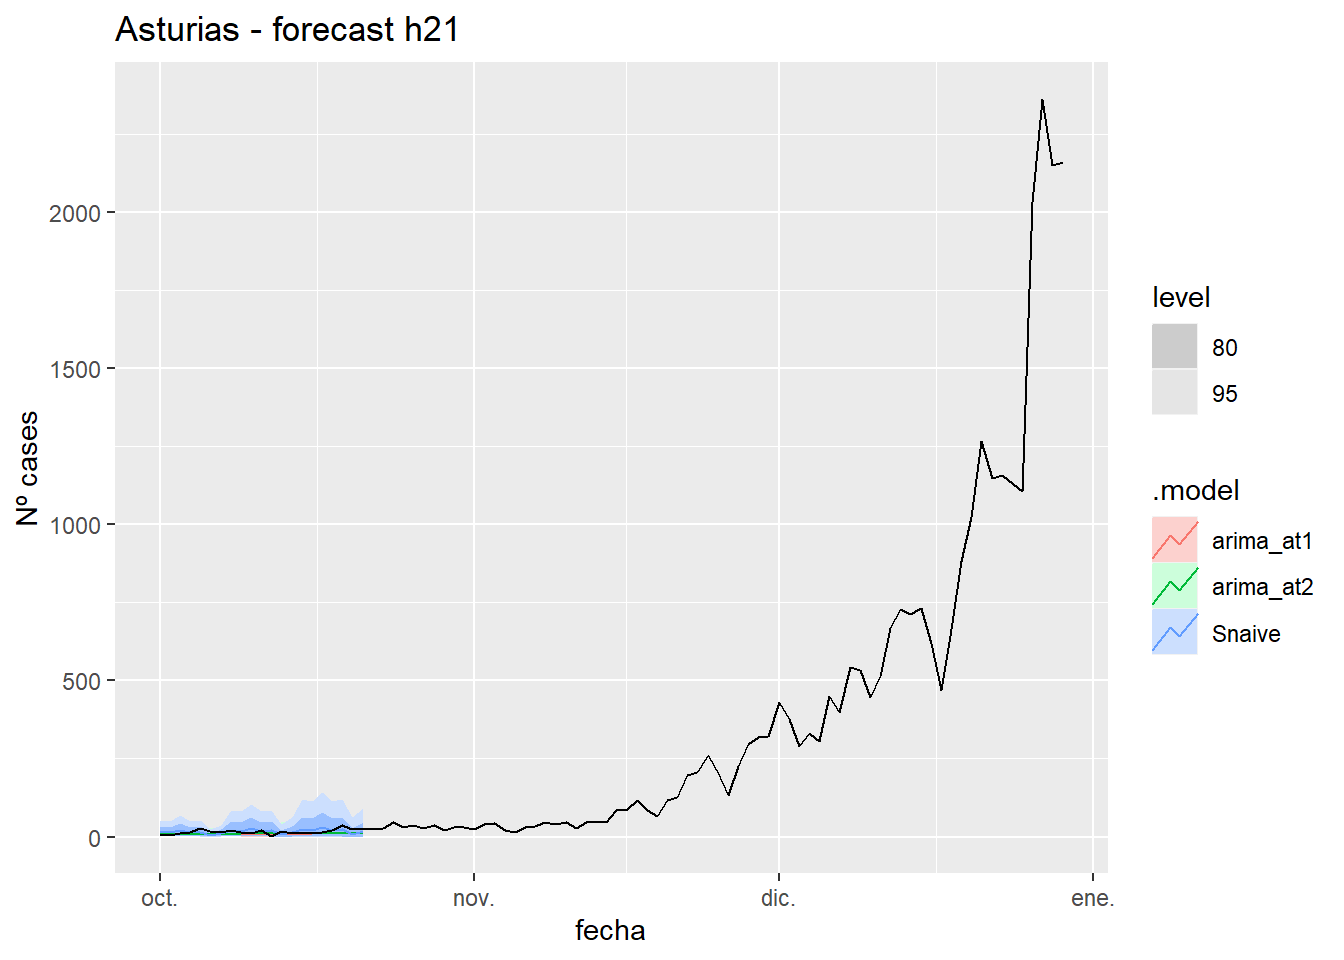 Asturias - forecast h21
Nº cases
2000
1500
1000
500
0
oct.
nov.
dic.
ene.
fecha
level
80
95
.model
arima_at1
arima_at2
Snaive